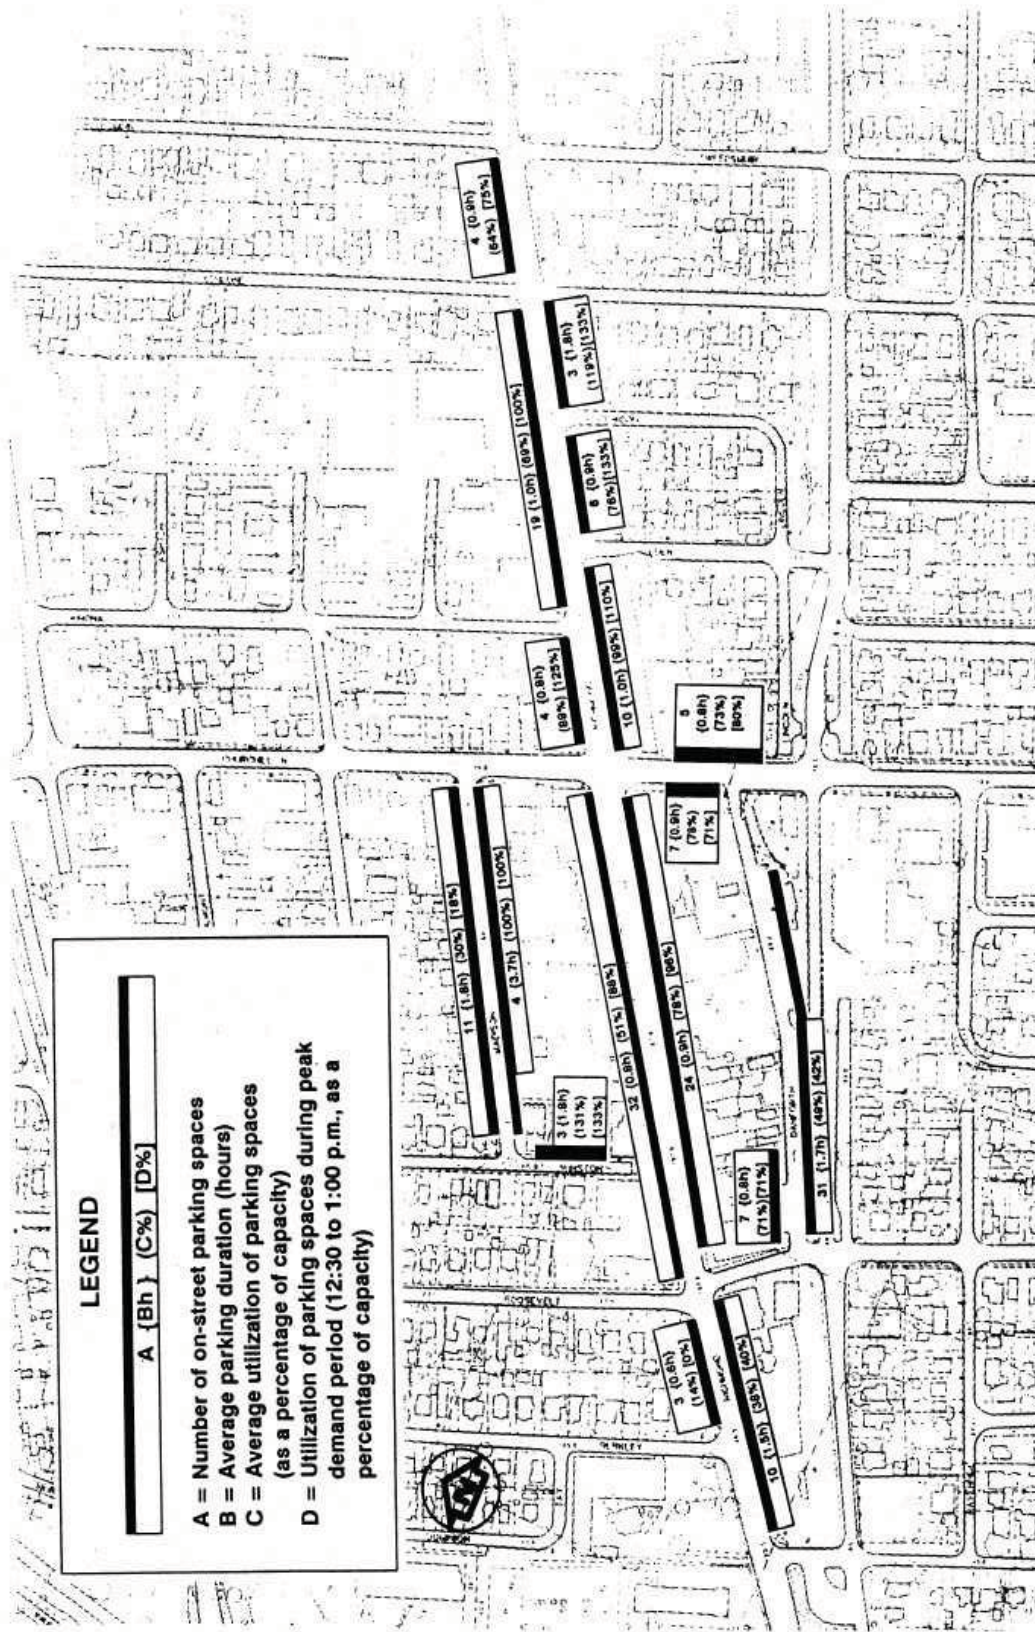 LEGEND
A {Bh} (C%) [D%]
A = Number of on-street parking spaces
B = Average parking duration (hours)
C = Average utilization of parking spaces
(as a percentage of capacity)
D = Utilization of parking spaces during peak
demand period (12:30 to 1:00 p.m., as a
percentage of capacity)
11 {1.8h} (30%) [18%]
4 {3.7h} (100%) [100%]
3 {1.8h}
(131%)
[133%]
32 {0.8h} (51%) [88%]
24 {0.9h} (78%) [96%]
7 {0.8h}
(71%) [71%]
31 {1.7h} (49%) [42%]
DANFORTH
3 {0.6h}
(14%) [0%]
10 {1.5h} (38%) [40%]
ROOSEVELT
7 {0.9h}
(78%)
[71%]
5
{0.8h}
(73%)
[80%]
4 {0.8h}
(89%) [125%]
10 {1.0h} (99%) [110%]
19 {1.0h} (69%) [100%]
6 {0.9h}
(76%) [133%]
3 {1.8h}
(119%) [133%]
4 {0.9h}
(64%) [75%]